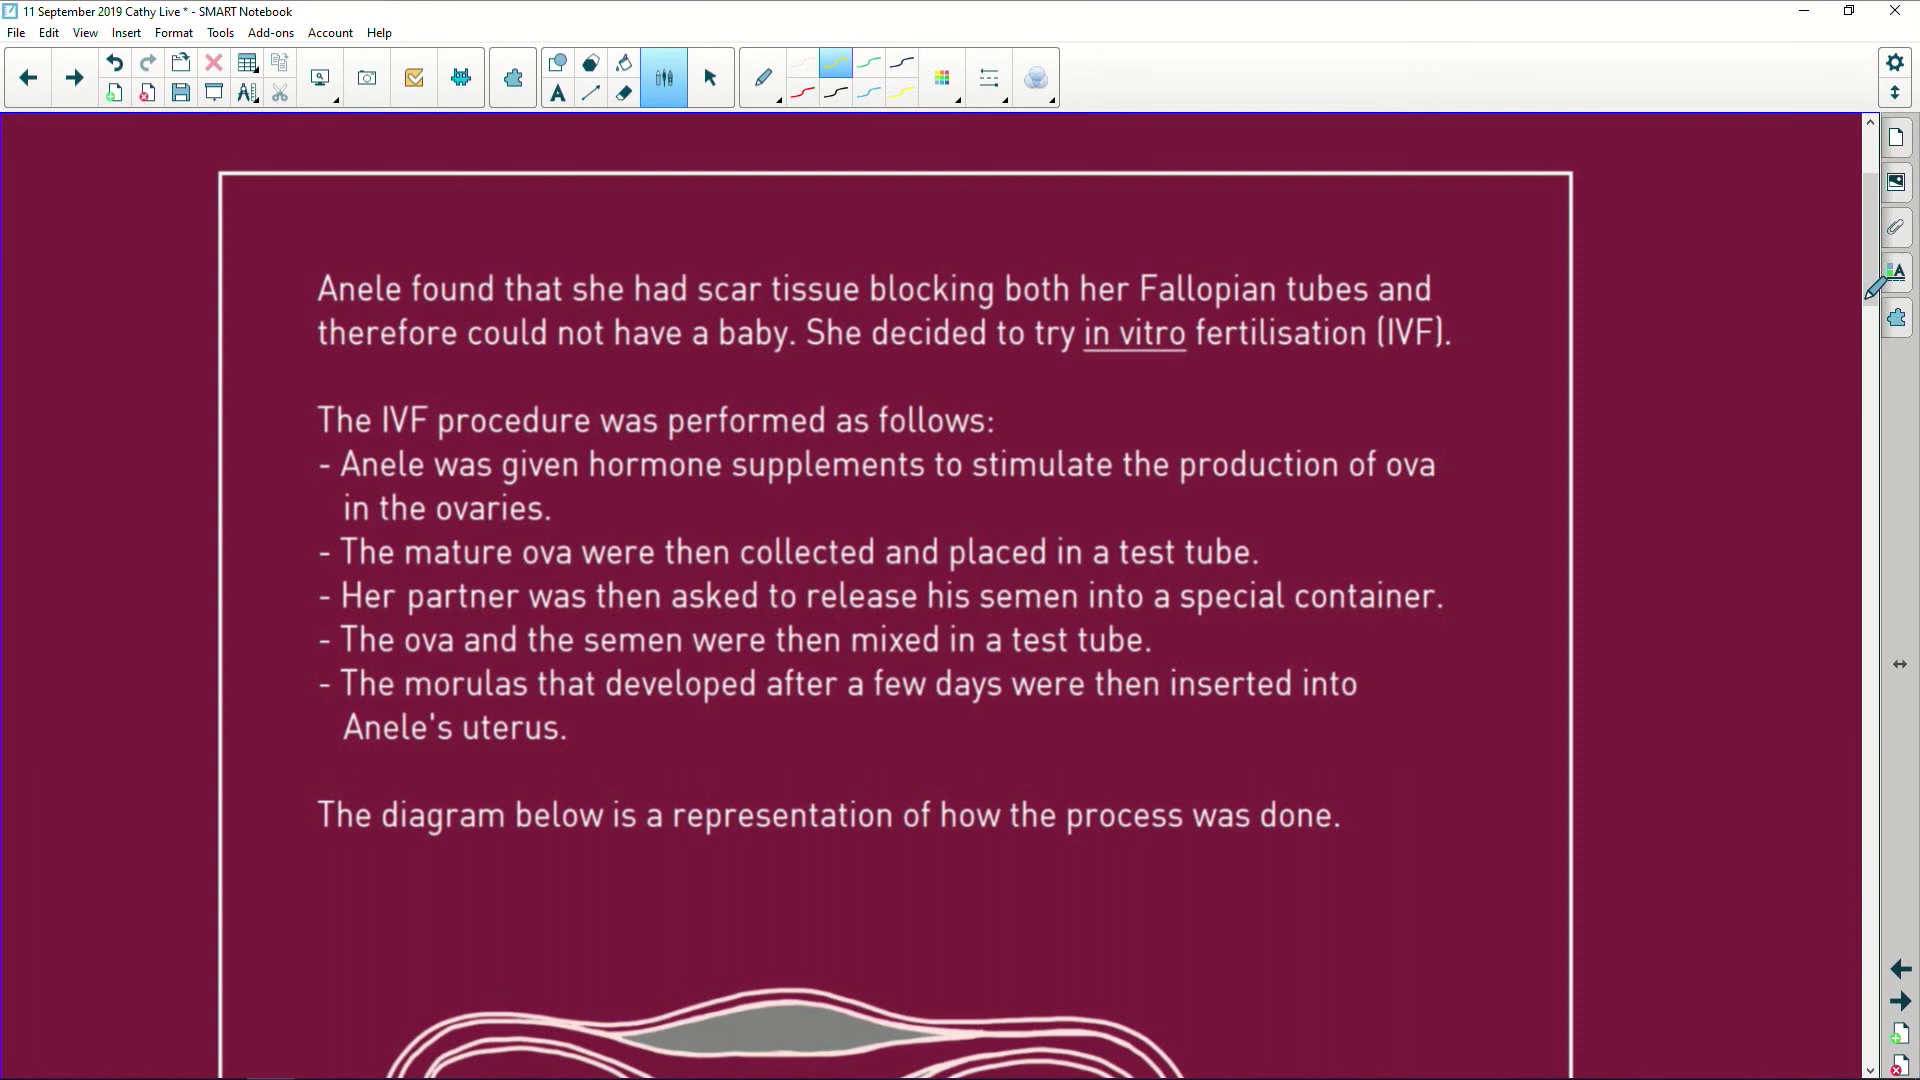 11 September 2019 Cathy Live * - SMART Notebook
File Edit View Insert Format Tools Add-ons Account Help
Anele found that she had scar tissue blocking both her Fallopian tubes and
therefore could not have a baby. She decided to try in vitro fertilisation (IVF).
The IVF procedure was performed as follows:
- Anele was given hormone supplements to stimulate the production of ova
in the ovaries.
- The mature ova were then collected and placed in a test tube.
- Her partner was then asked to release his semen into a special container.
- The ova and the semen were then mixed in a test tube.
- The morulas that developed after a few days were then inserted into
Anele's uterus.
The diagram below is a representation of how the process was done.